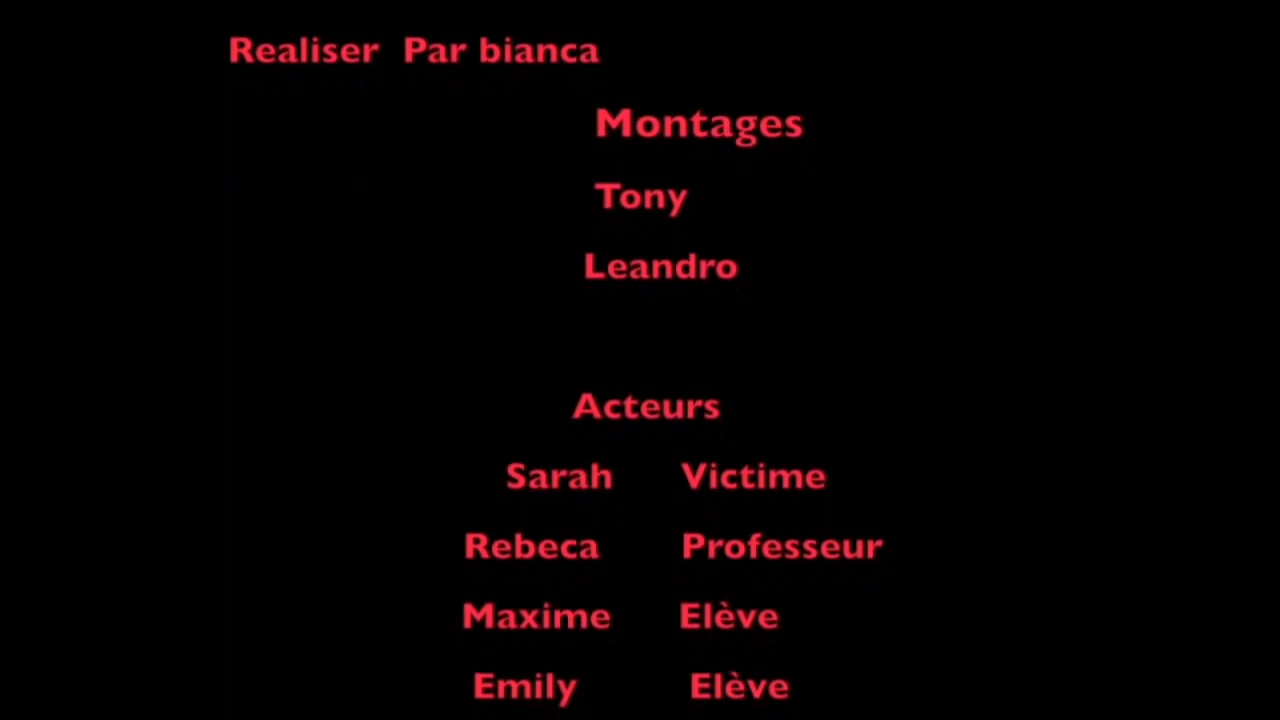 Realiser Par bianca
Montages
Tony
Leandro
Acteurs
Sarah Victime
Rebeca Professeur
Maxime Elève
Emily Elève